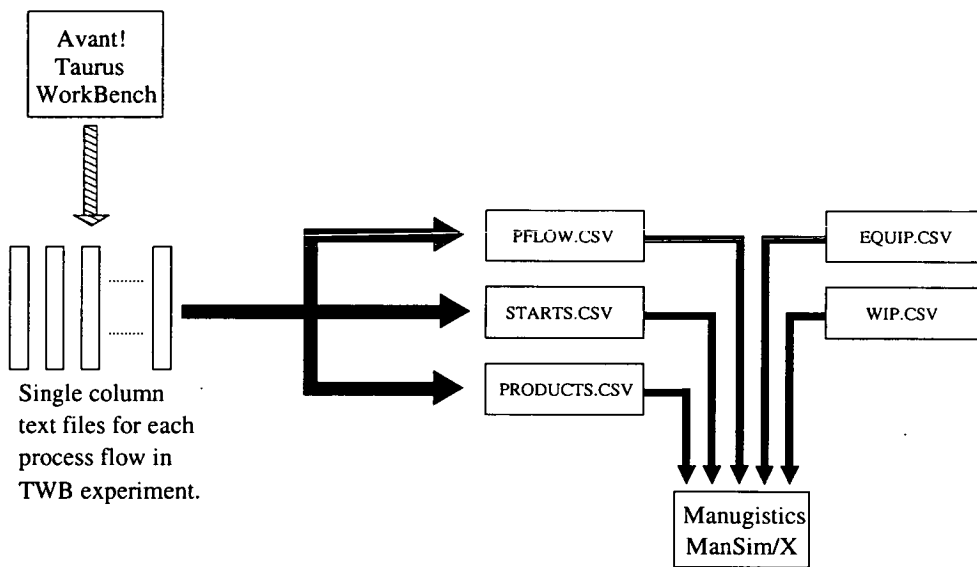 Avant!
Taurus
WorkBench
PFLOW.CSV
EQUIP.CSV
STARTS.CSV
WIP.CSV
PRODUCTS.CSV
Single column
text files for each
process flow in
TWB experiment.
Manugistics
ManSim/X